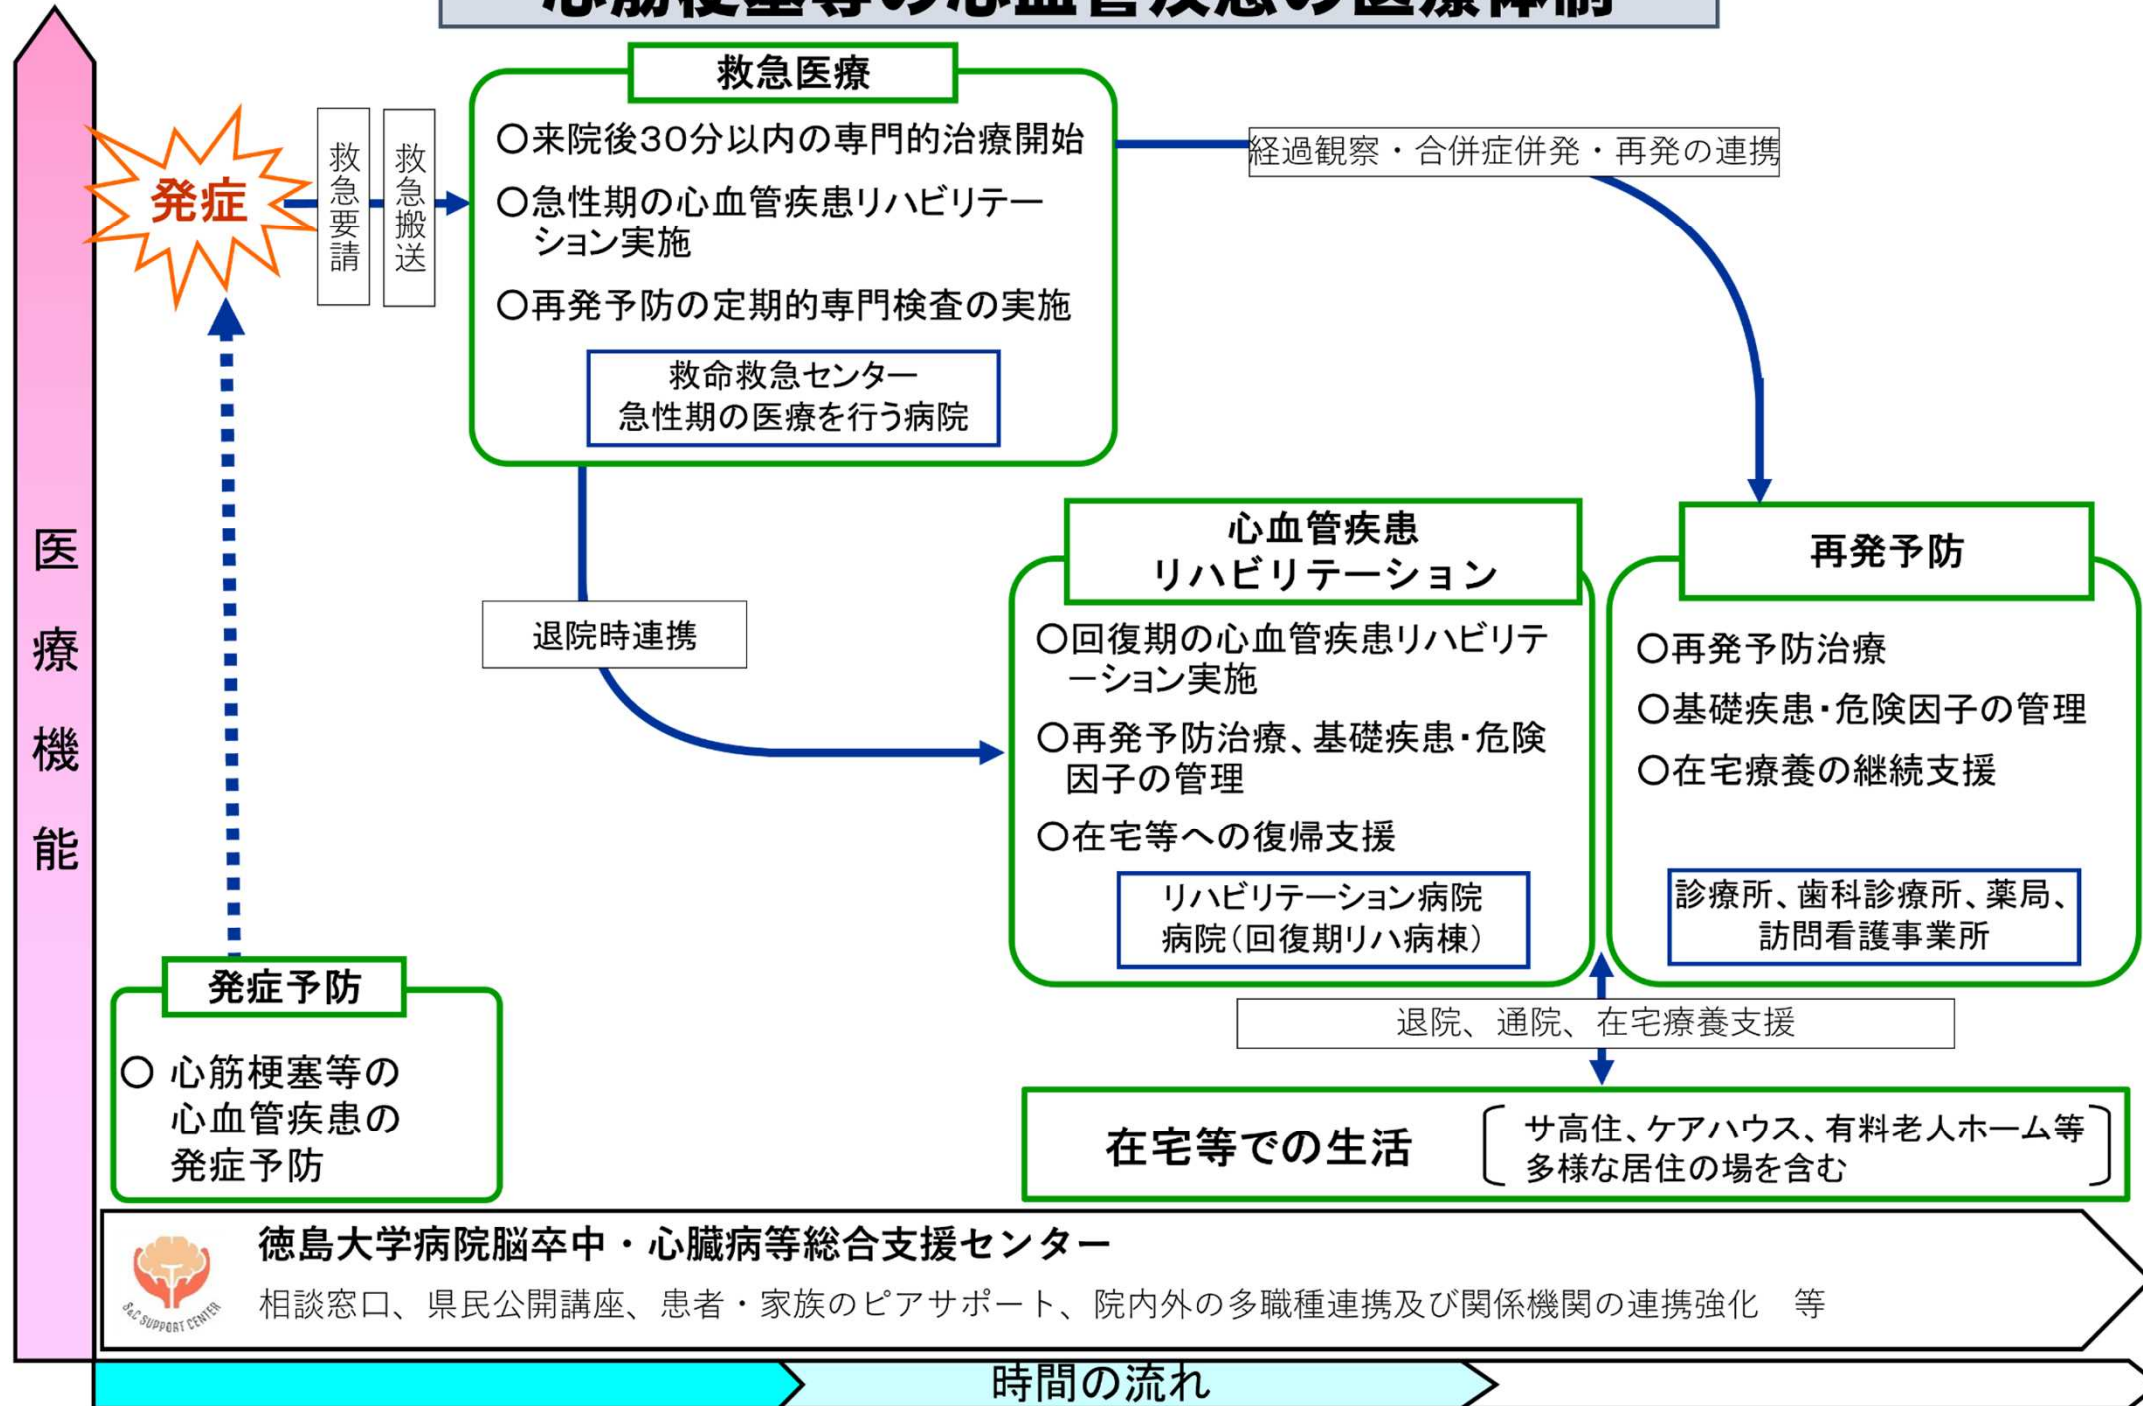 心筋梗塞等の心血管疾患の医療体制
救急医療
発症
救急要請
救急搬送
○来院後30分以内の専門的治療開始
○急性期の心血管疾患リハビリテー
ション実施
○再発予防の定期的専門検査の実施
救命救急センター
急性期の医療を行う病院
経過観察・合併症併発・再発の連携
退院時連携
心血管疾患
リハビリテーション
○回復期の心血管疾患リハビリテ
ーション実施
○再発予防治療、基礎疾患・危険
因子の管理
○在宅等への復帰支援
リハビリテーション病院
病院（回復期リハ病棟）
再発予防
○再発予防治療
○基礎疾患・危険因子の管理
○在宅療養の継続支援
診療所、歯科診療所、薬局、
訪問看護事業所
退院、通院、在宅療養支援
発症予防
○ 心筋梗塞等の
心血管疾患の
発症予防
在宅等での生活
サ高住、ケアハウス、有料老人ホーム等
多様な居住の場を含む
医療機能
徳島大学病院脳卒中・心臓病等総合支援センター
相談窓口、県民公開講座、患者・家族のピアサポート、院内外の多職種連携及び関係機関の連携強化　等
S&C SUPPORT CENTER
時間の流れ